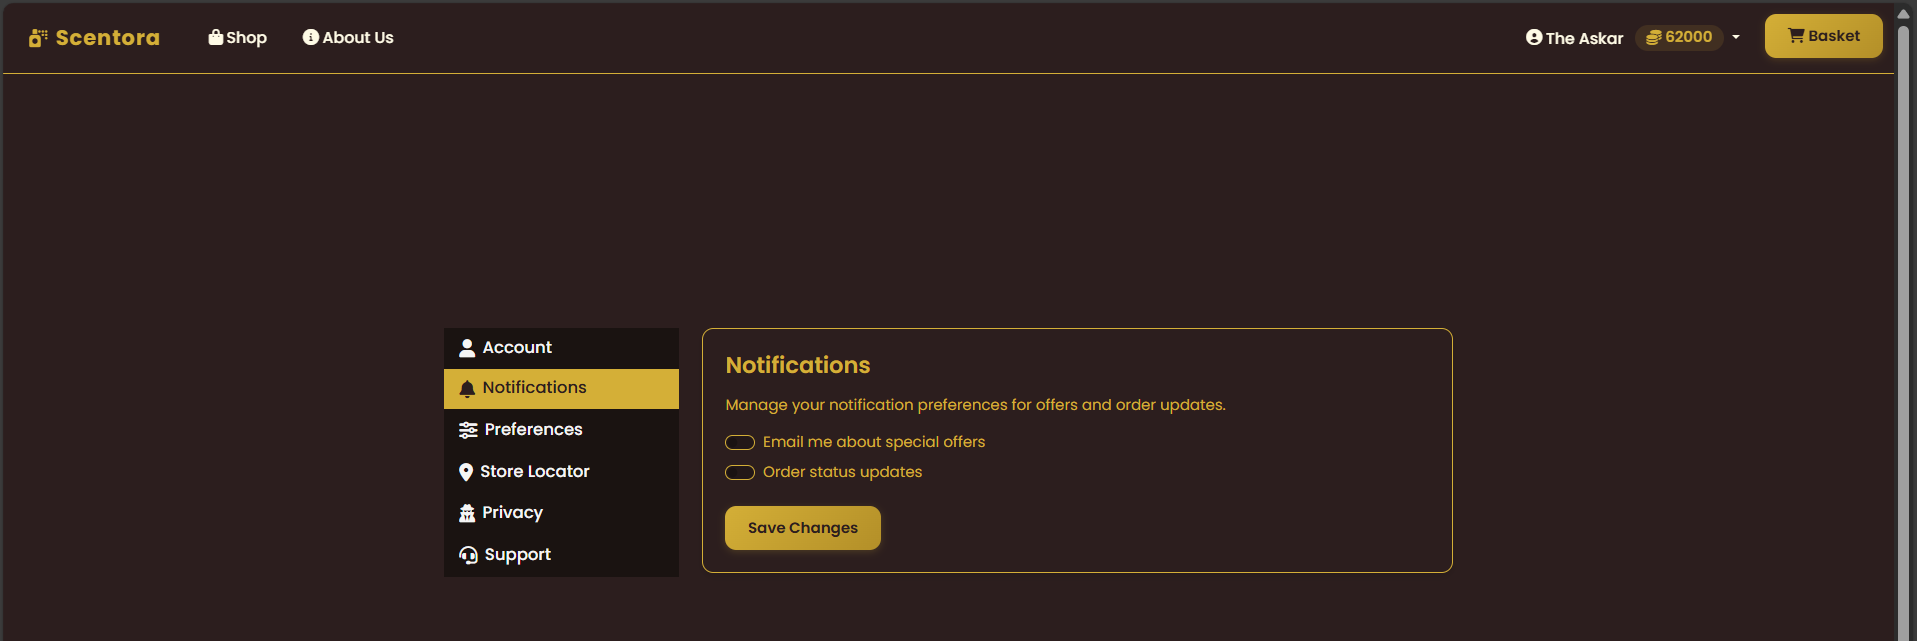 Scentora Shop About Us The Askar 62000 Basket
Account
Notifications
Preferences
Store Locator
Privacy
Support
Notifications
Manage your notification preferences for offers and order updates.
Email me about special offers
Order status updates
Save Changes